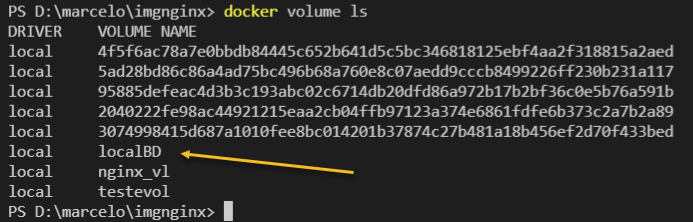 PS D:\marcelo\imgnginx> docker volume ls
DRIVER    VOLUME NAME
local     4f5f6ac78a7e0bbdb84445c652b641d5c5bc346818125ebf4aa2f318815a2aed
local     5ad28bd86c86a4ad75bc496b68a760e8c07aedd9cccb8499226ff230b231a117
local     95885defeac4d3b3c193abc02c6714db20dfd86a972b17b2bf36c0e5b76a591b
local     2040222fe98ac44921215eaa2cb04ffb97123a374e6861fdfe6b373c2a7b2a89
local     3074998415d687a1010fee8bc014201b37874c27b481a18b456ef2d70f433bed
local     localBD
local     nginx_vl
local     testevol
PS D:\marcelo\imgnginx>